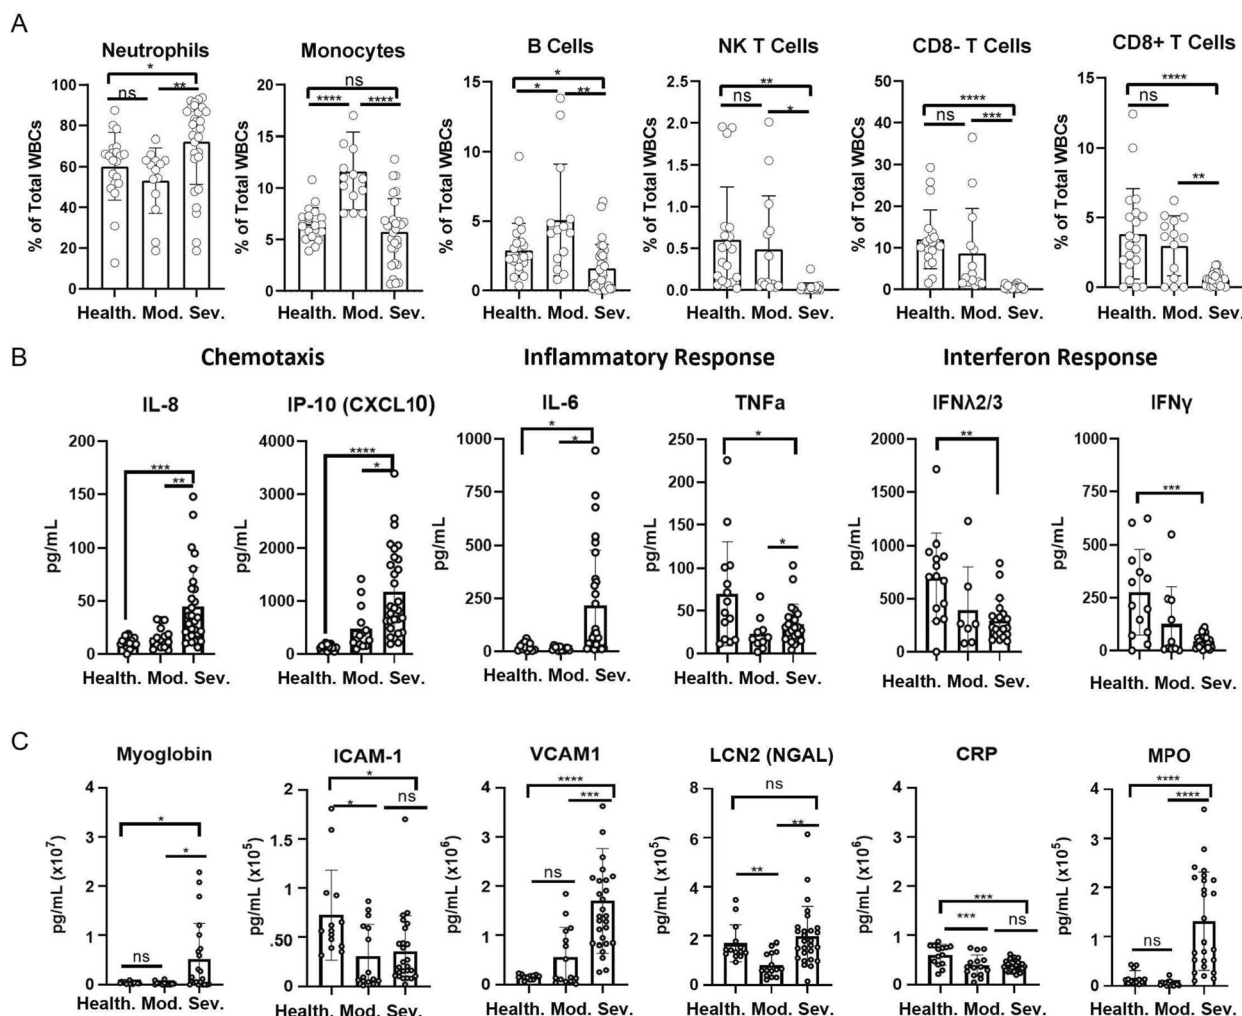 A
Neutrophils
Monocytes
B Cells
NK T Cells
CD8- T Cells
CD8+ T Cells
% of Total WBCs
100
80
60
40
20
0
*
ns
**
Health. Mod. Sev.
% of Total WBCs
20
15
10
5
0
ns
****
****
Health. Mod. Sev.
% of Total WBCs
15
10
5
0
*
*
**
Health. Mod. Sev.
% of Total WBCs
2.5
2.0
1.5
1.0
0.5
0.0
**
ns
*
Health. Mod. Sev.
% of Total WBCs
50
40
30
20
10
0
****
ns
***
Health. Mod. Sev.
% of Total WBCs
15
10
5
0
****
ns
**
Health. Mod. Sev.
B
Chemotaxis
Inflammatory Response
Interferon Response
IL-8
IP-10 (CXCL10)
IL-6
TNFa
IFNλ2/3
IFNγ
pg/mL
200
150
100
50
0
***
**
Health. Mod. Sev.
pg/mL
4000
3000
2000
1000
0
****
*
Health. Mod. Sev.
pg/mL
1000
750
500
250
0
*
*
Health. Mod. Sev.
pg/mL
250
200
150
100
50
0
*
*
Health. Mod. Sev.
pg/mL
2000
1500
1000
500
0
**
Health. Mod. Sev.
pg/mL
1000
750
500
250
0
***
Health. Mod. Sev.
C
Myoglobin
ICAM-1
VCAM1
LCN2 (NGAL)
CRP
MPO
pg/mL (x10⁷)
4
3
2
1
0
*
ns
*
Health. Mod. Sev.
pg/mL (x10⁵)
2
1.5
1
.50
0
*
*
ns
Health. Mod. Sev.
pg/mL (x10⁶)
4
3
2
1
0
****
***
ns
Health. Mod. Sev.
pg/mL (x10⁵)
8
6
4
2
0
ns
**
**
Health. Mod. Sev.
pg/mL (x10⁶)
4
3
2
1
0
***
***
ns
Health. Mod. Sev.
pg/mL (x10⁵)
4
3
2
1
0
****
****
ns
Health. Mod. Sev.